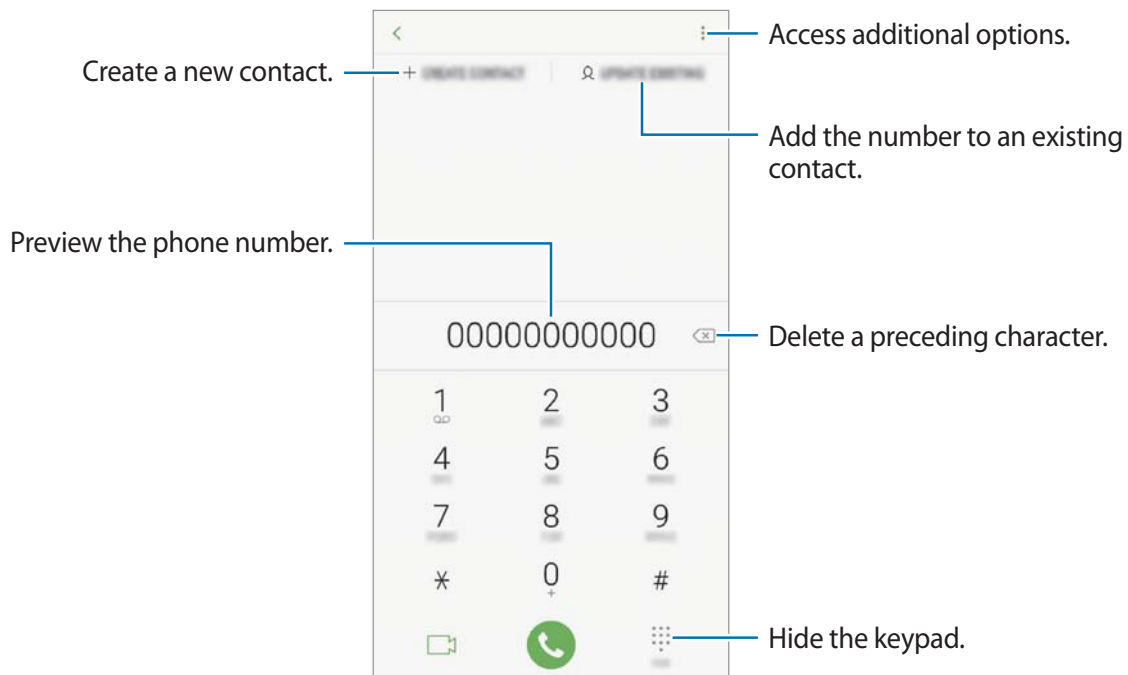 Access additional options.
Create a new contact.
Add the number to an existing
contact.
Preview the phone number.
00000000000
Delete a preceding character.
1 2 3
4 5 6
7 8 9
* 0 #
+
Hide the keypad.